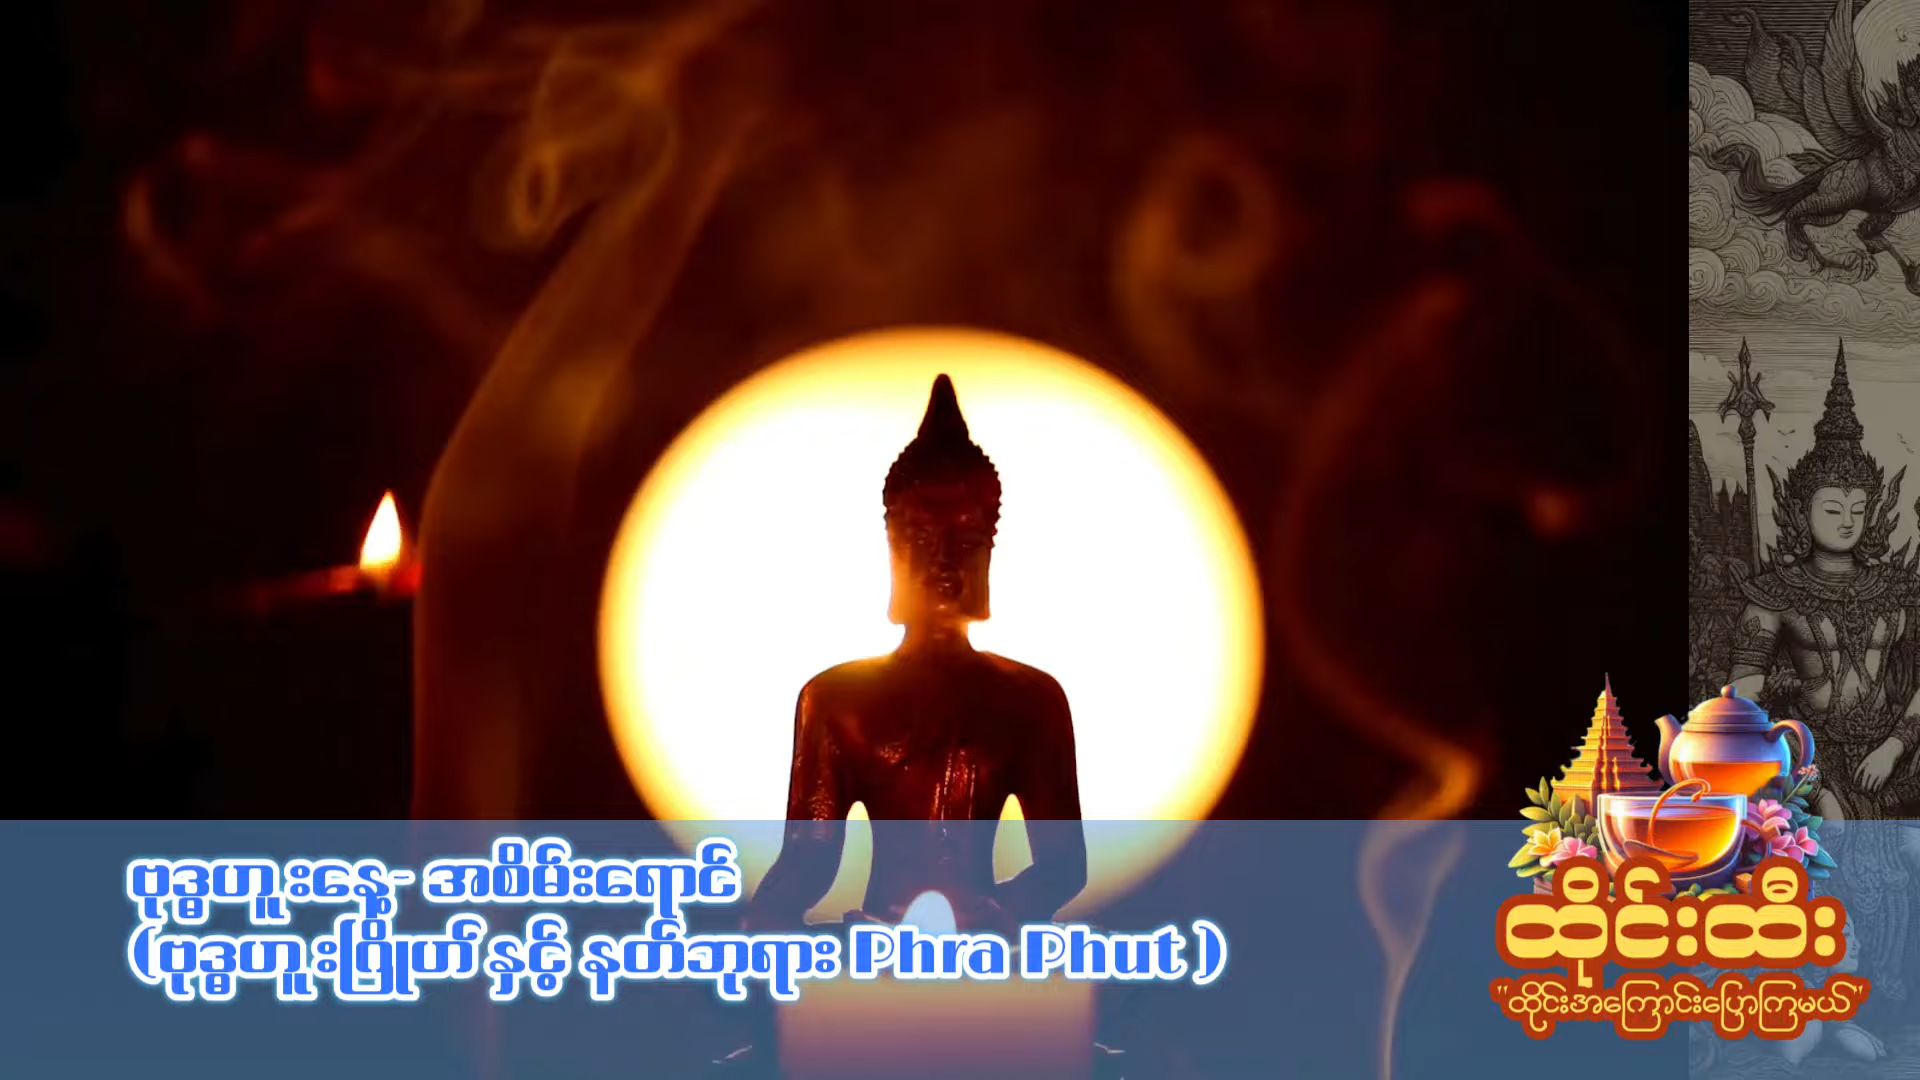 ဗုဒ္ဓဟူးနေ့- အစိမ်းရောင်
(ဗုဒ္ဓဟူးဂြိုဟ် နှင့် နတ်ဘုရား Phra Phut )
ထိုင်းထီး
"ထိုင်းအကြောင်းပြောကြမယ်"